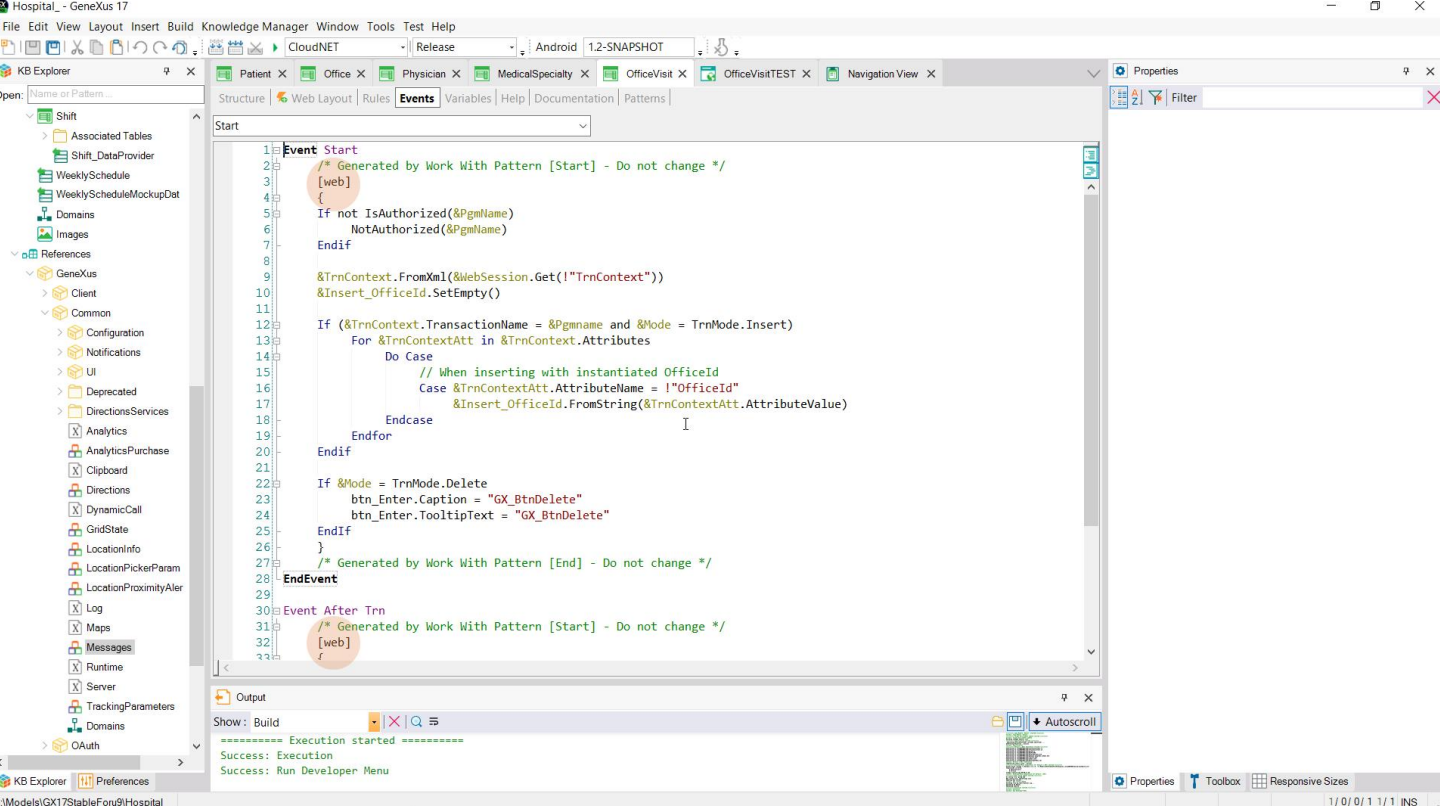 Hospital_ - GeneXus 17
File Edit View Layout Insert Build Knowledge Manager Window Tools Test Help
CloudNET Release Android 1.2-SNAPSHOT
KB Explorer
Open: Name or Pattern ...
Shift
Associated Tables
Shift_DataProvider
WeeklySchedule
WeeklyScheduleMockupDat
Domains
Images
References
GeneXus
Client
Common
Configuration
Notifications
UI
Deprecated
DirectionsServices
Analytics
AnalyticsPurchase
Clipboard
Directions
DynamicCall
GridState
LocationInfo
LocationPickerParam
LocationProximityAler
Log
Maps
Messages
Runtime
Server
TrackingParameters
Domains
OAuth
KB Explorer Preferences
Patient Office Physician MedicalSpecialty OfficeVisit OfficeVisitTEST Navigation View
Structure Web Layout Rules Events Variables Help Documentation Patterns
Start
1 Event Start
2 /* Generated by Work With Pattern [Start] - Do not change */
3 [web]
4 {
5 If not IsAuthorized(&PgmName)
6 NotAuthorized(&PgmName)
7 Endif
8
9 &TrnContext.FromXml(&WebSession.Get(!"TrnContext"))
10 &Insert_OfficeId.SetEmpty()
11
12 If (&TrnContext.TransactionName = &Pgmname and &Mode = TrnMode.Insert)
13 For &TrnContextAtt in &TrnContext.Attributes
14 Do Case
15 // When inserting with instantiated OfficeId
16 Case &TrnContextAtt.AttributeName = !"OfficeId"
17 &Insert_OfficeId.FromString(&TrnContextAtt.AttributeValue)
18 Endcase
19 Endfor
20 Endif
21
22 If &Mode = TrnMode.Delete
23 btn_Enter.Caption = "GX_BtnDelete"
24 btn_Enter.TooltipText = "GX_BtnDelete"
25 EndIf
26 }
27 /* Generated by Work With Pattern [End] - Do not change */
28 EndEvent
29
30 Event After Trn
31 /* Generated by Work With Pattern [Start] - Do not change */
32 [web]
33 {
Output
Show: Build Autoscroll
========== Execution started ==========
Success: Execution
Success: Run Developer Menu
Properties
Filter
Properties Toolbox Responsive Sizes
:\Models\GX17StableForu9\Hospital
1/0/0/1 1/1 INS